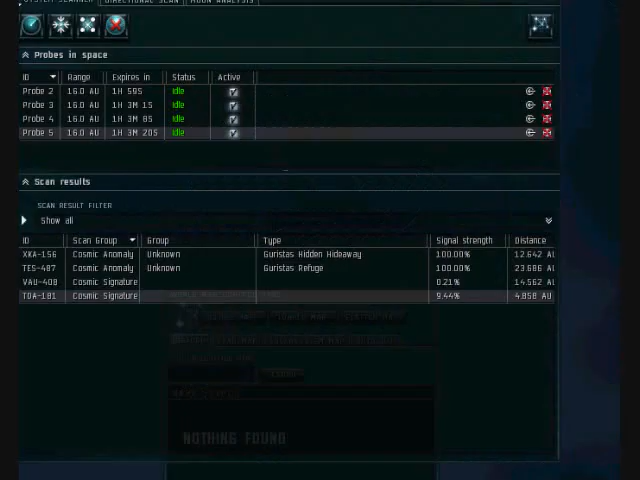 SYSTEM SCANNER DIRECTIONAL SCAN MOON ANALYSIS
Probes in space
ID Range Expires in Status Active
Probe 2 16.0 AU 1H 59S Idle
Probe 3 16.0 AU 1H 3M 1S Idle
Probe 4 16.0 AU 1H 3M 8S Idle
Probe 5 16.0 AU 1H 3M 20S Idle
Scan results
SCAN RESULT FILTER
Show all
ID Scan Group Group Type Signal strength Distance
XKA-156 Cosmic Anomaly Unknown Guristas Hidden Hideaway 100.00% 12.642 AU
TES-487 Cosmic Anomaly Unknown Guristas Refuge 100.00% 23.686 AU
VAU-408 Cosmic Signature 0.21% 14.562 AU
TOA-181 Cosmic Signature 9.44% 4.858 AU
NOTHING FOUND